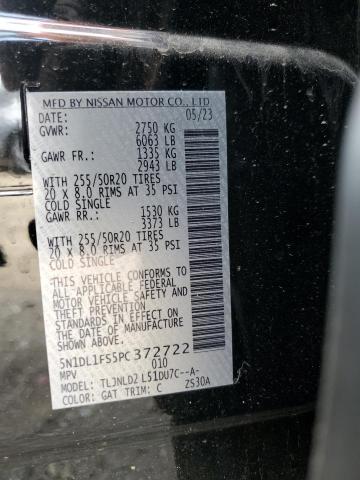 MFD BY NISSAN MOTOR CO., LTD
DATE: 05/23
GVWR: 2750 KG
6063 LB
GAWR FR.: 1335 KG
2943 LB
WITH 255/50R20 TIRES
20 X 8.0 RIMS AT 35 PSI
COLD SINGLE
GAWR RR.: 1530 KG
3373 LB
WITH 255/50R20 TIRES
20 X 8.0 RIMS AT 35 PSI
COLD SINGLE
THIS VEHICLE CONFORMS TO
ALL APPLICABLE FEDERAL
MOTOR VEHICLE SAFETY AND
THEFT STANDARDS IN EFFECT
ON THE DATE OF MANUFACTURE
SHOWN ABOVE.
5N1DL1FS5PC372722
MPV 010
MODEL: TLJNLD2 L51DU7C--A-
COLOR: GAT TRIM: C ZS30A